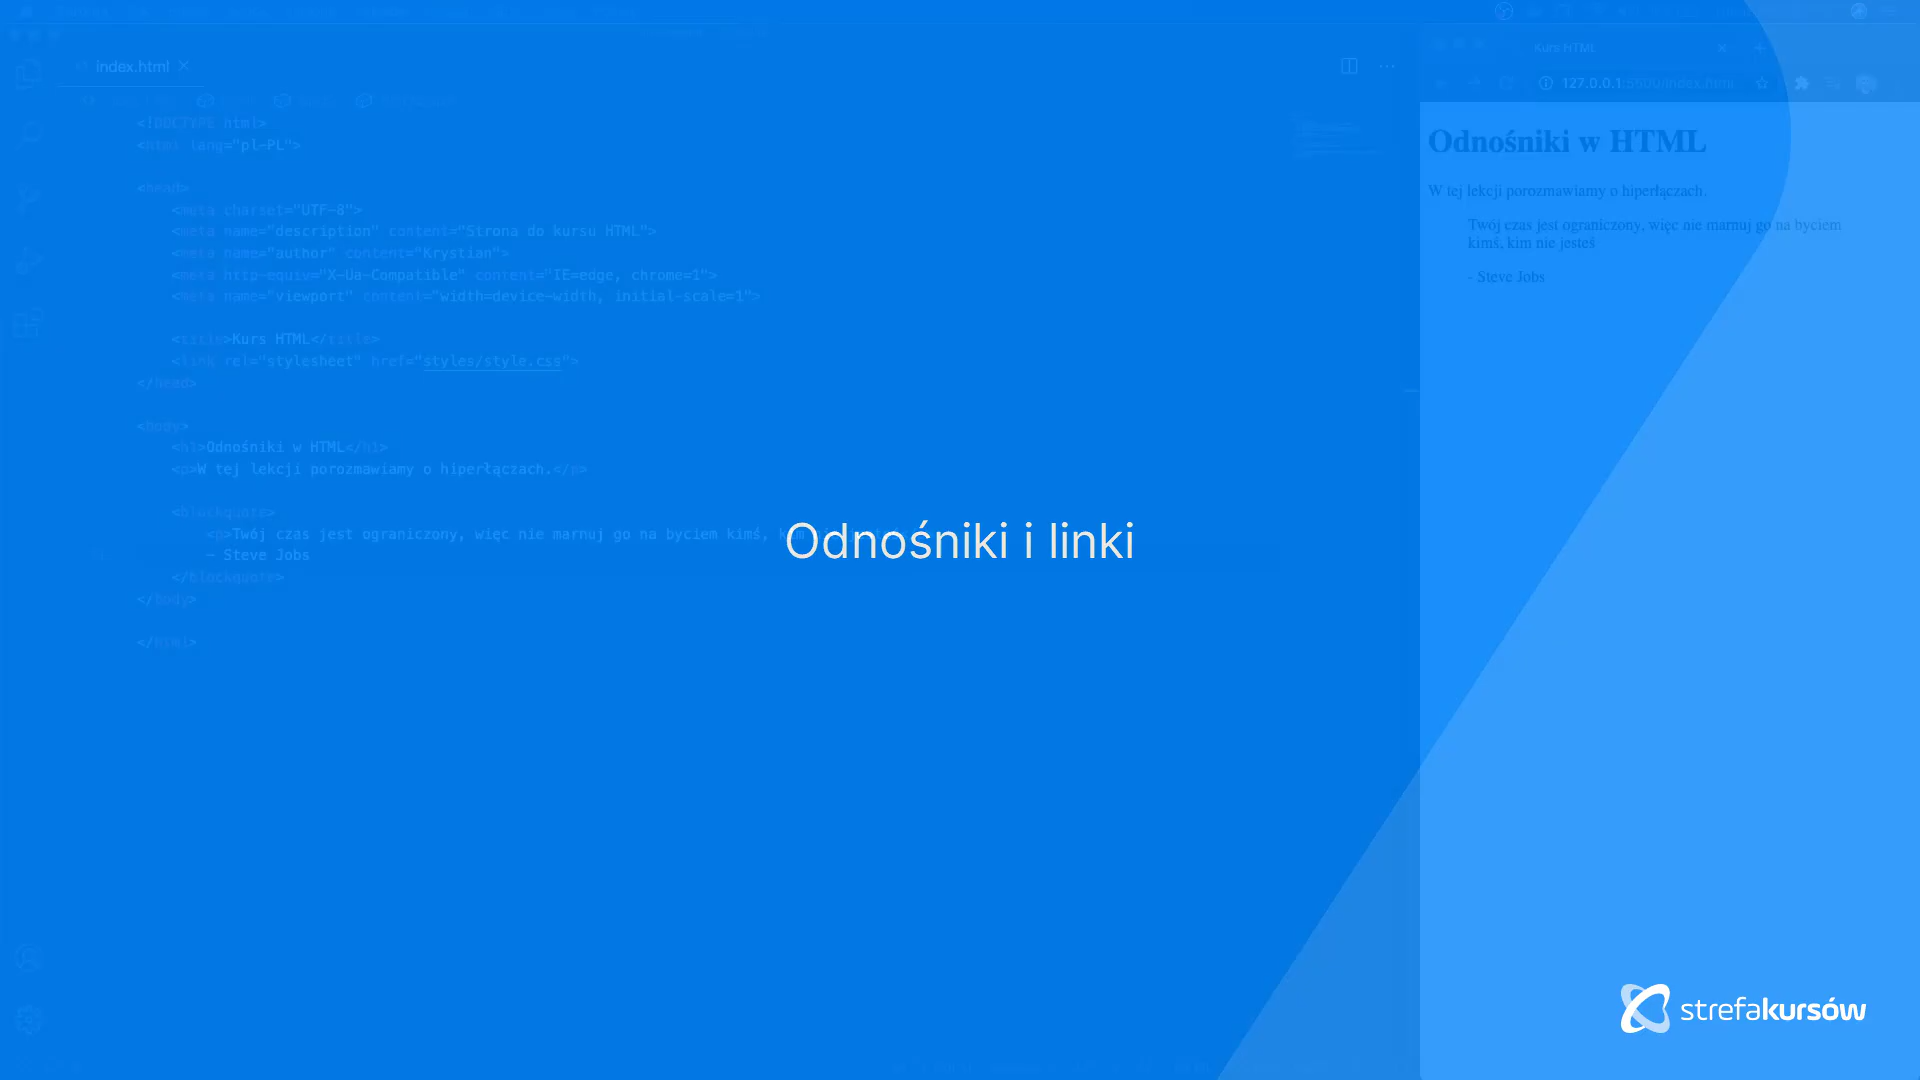 index.html
Kurs HTML
127.0.0.1:5500/index.html
<!DOCTYPE html>
<html lang="pl-PL">
<head>
<meta charset="UTF-8">
<meta name="description" content="Strona do kursu HTML">
<meta name="author" content="Krystian">
<meta http-equiv="X-Ua-Compatible" content="IE=edge, chrome=1">
<meta name="viewport" content="width=device-width, initial-scale=1">
<title>Kurs HTML</title>
<link rel="stylesheet" href="styles/style.css">
</head>
<body>
<h1>Odnośniki w HTML</h1>
<p>W tej lekcji porozmawiamy o hiperłączach.</p>
<blockquote>
<p>Twój czas jest ograniczony, więc nie marnuj go na byciem kimś,
– Steve Jobs
</blockquote>
</body>
</html>
Odnośniki w HTML
W tej lekcji porozmawiamy o hiperłączach.
Twój czas jest ograniczony, więc nie marnuj go na byciem
kimś, kim nie jesteś
- Steve Jobs
Odnośniki i linki
strefakursów